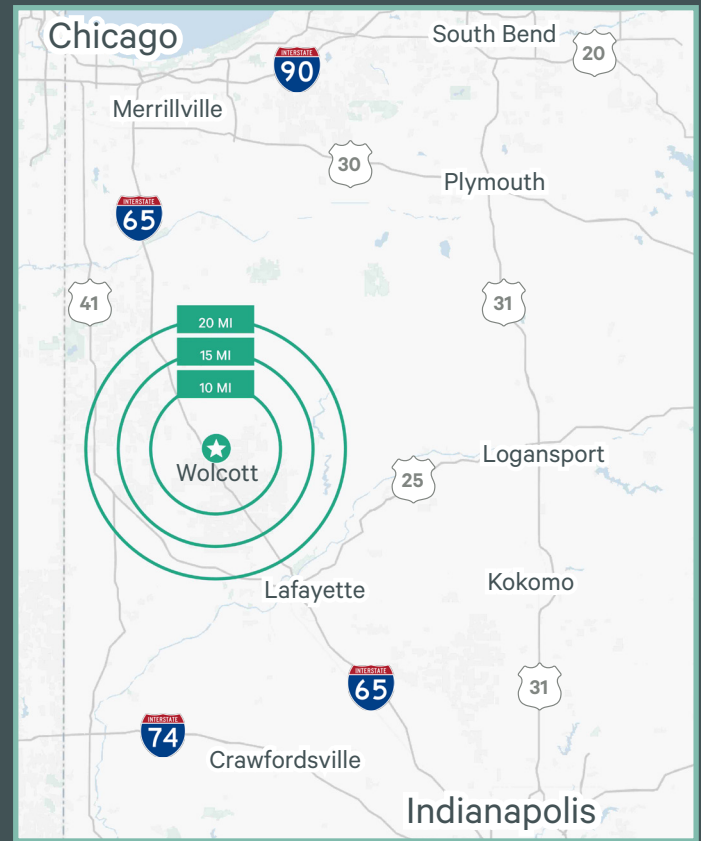 Chicago
South Bend
INTERSTATE
90
20
Merrillville
30
Plymouth
INTERSTATE
65
41
31
20 MI
15 MI
10 MI
Wolcott
Logansport
25
Lafayette
Kokomo
INTERSTATE
65
31
INTERSTATE
74
Crawfordsville
Indianapolis